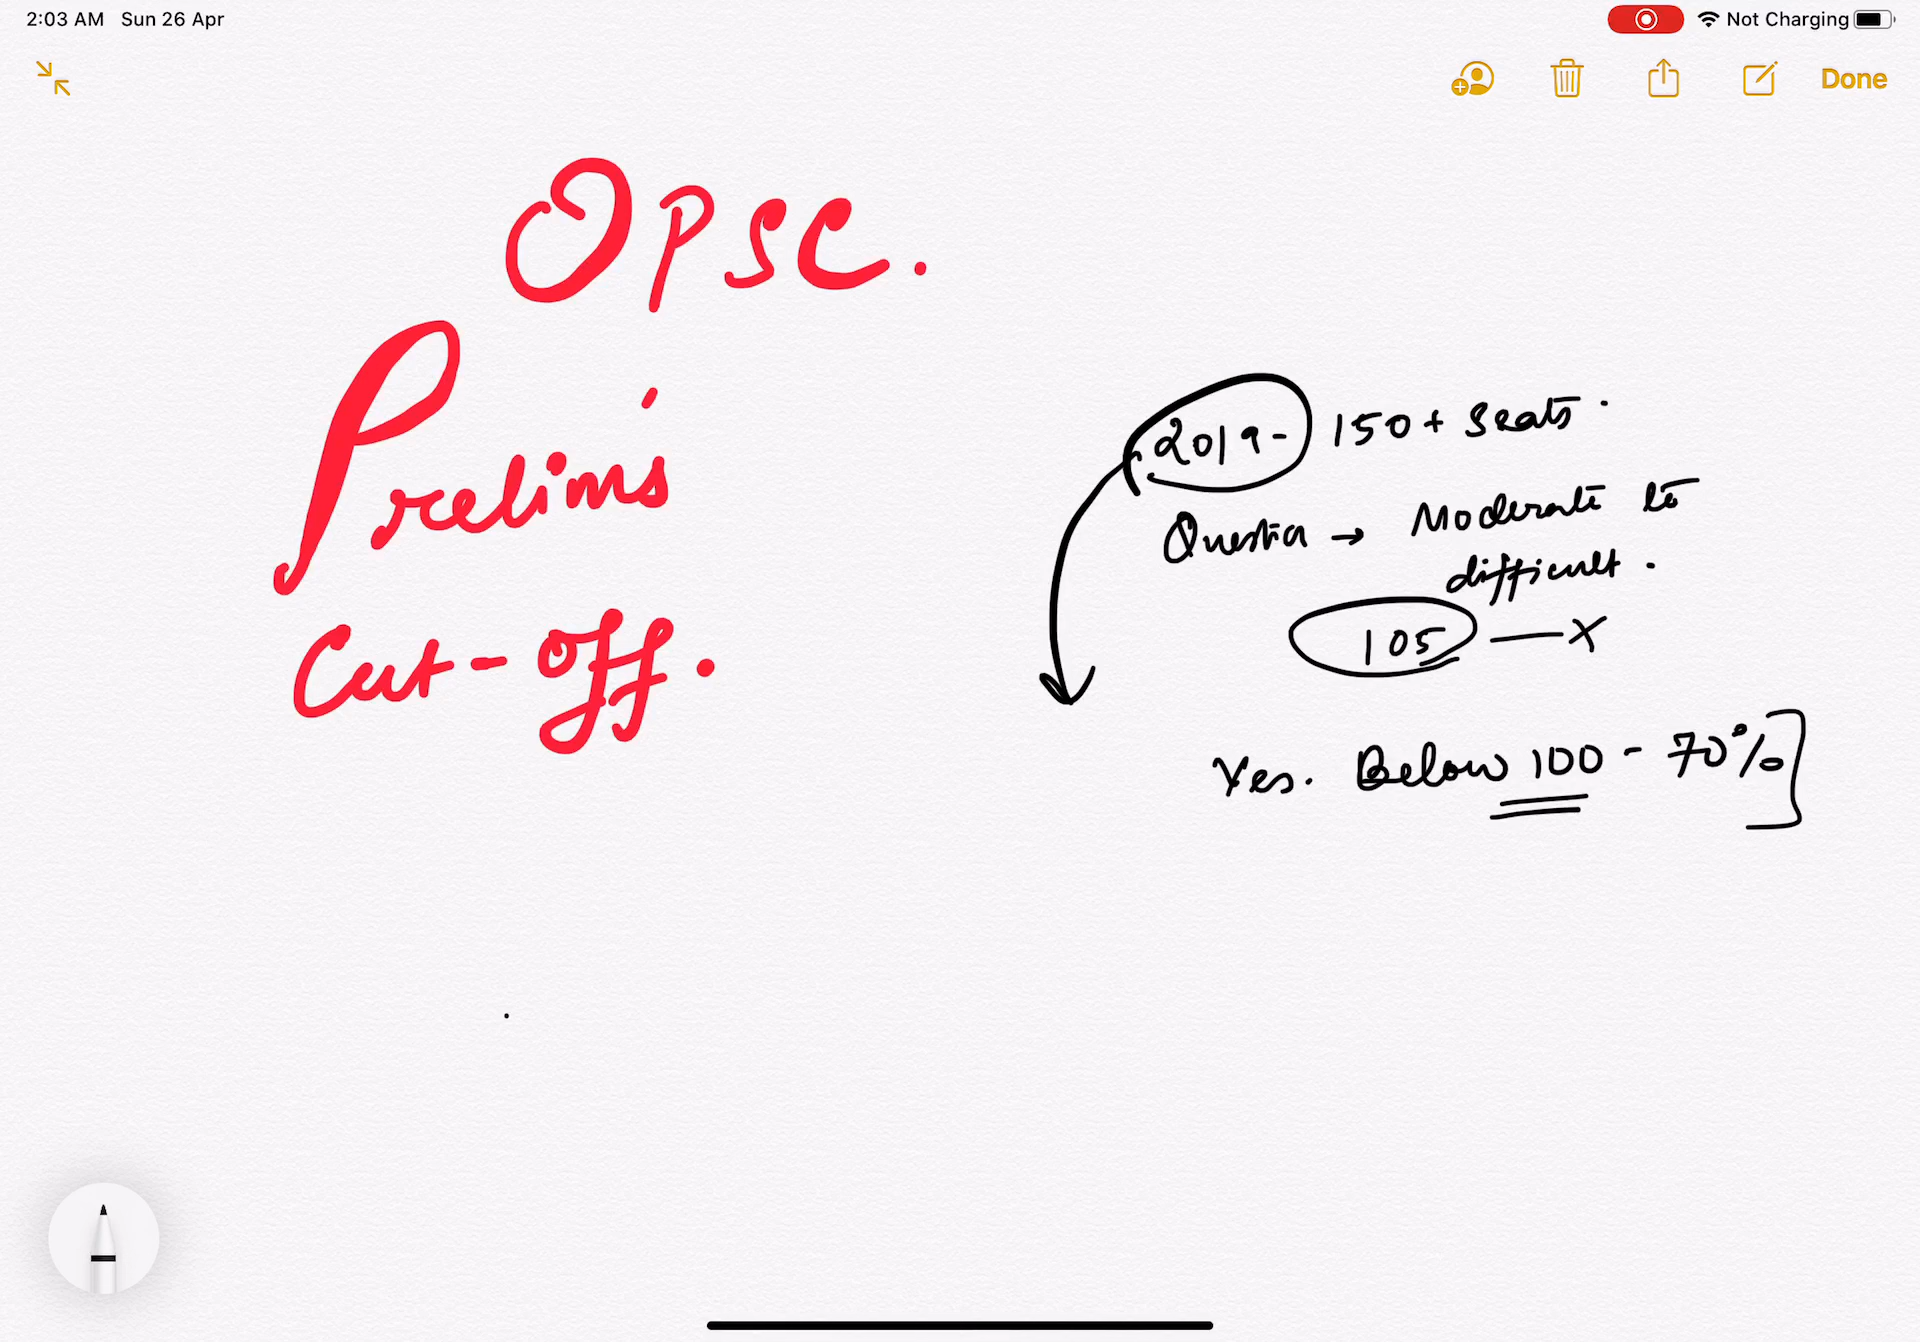 2:03 AM Sun 26 Apr
Not Charging
Done
OPSC.
Prelims
Cut-off.
2019- 150+ Seats.
Question → Moderate to
difficult.
105 — X
Yes. Below 100 - 70%]